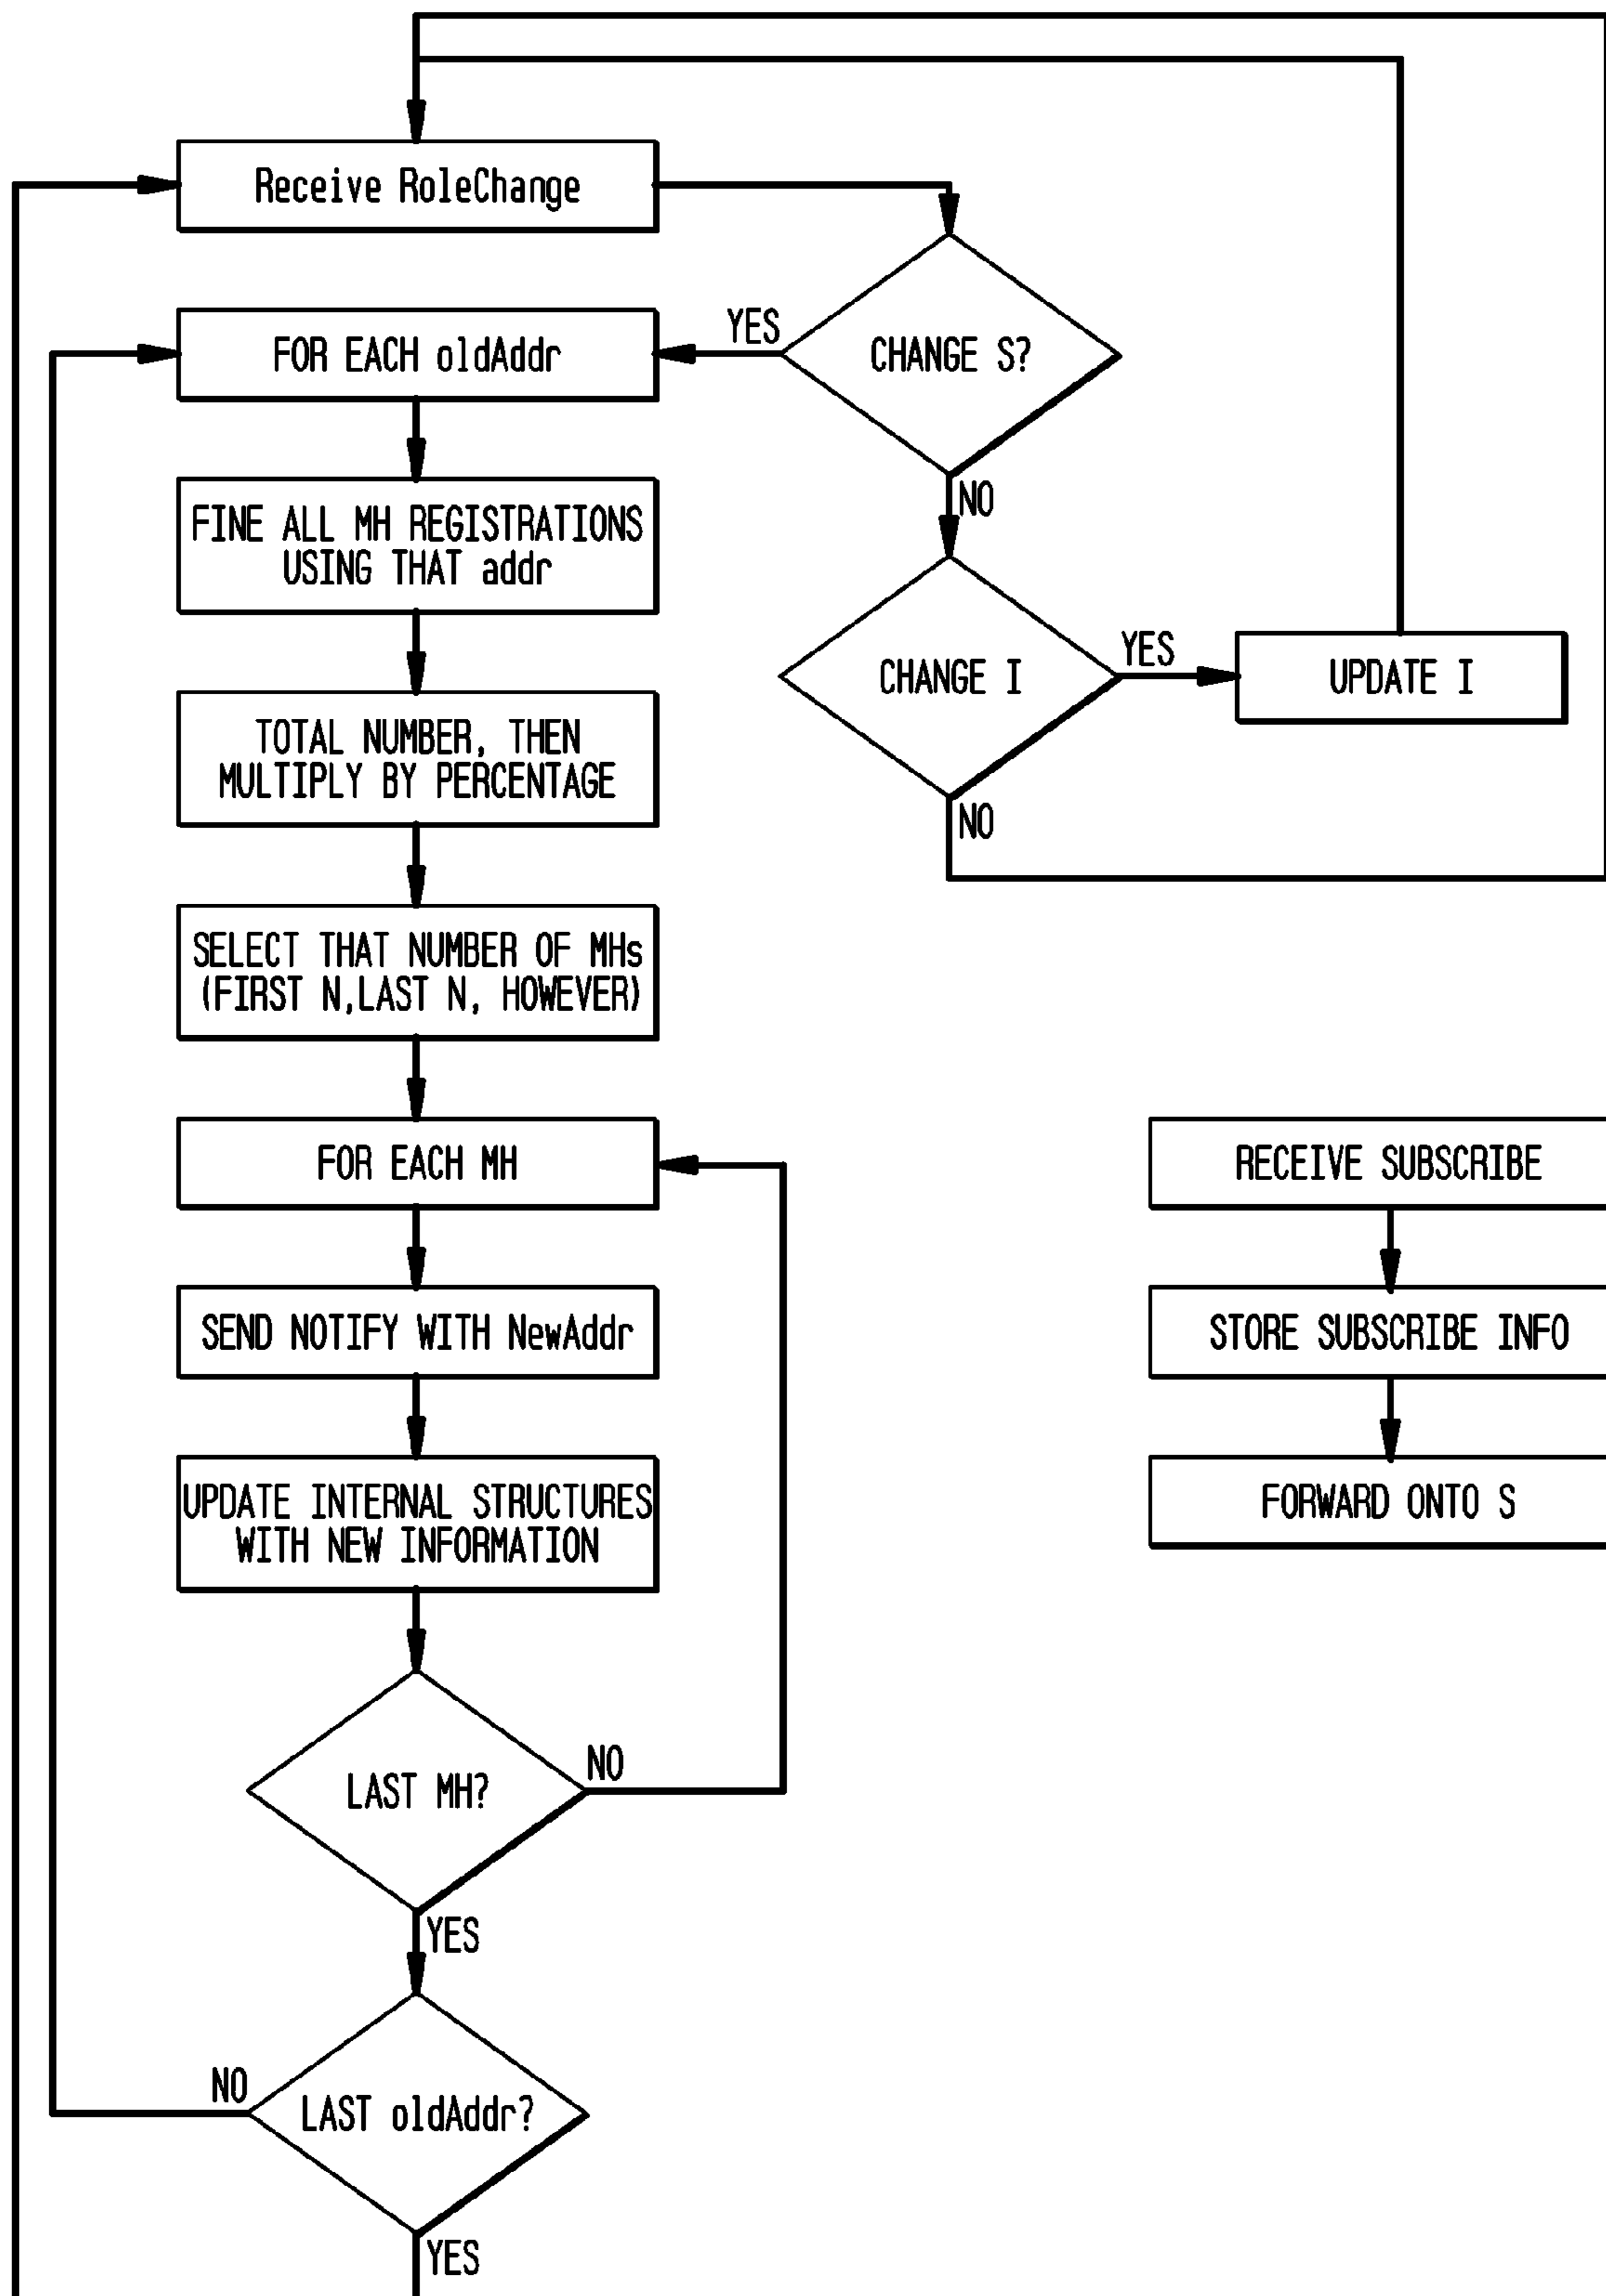 Receive RoleChange
YES
FOR EACH oldAddr
CHANGE S?
NO
FINE ALL MH REGISTRATIONS
USING THAT addr
YES
CHANGE I
UPDATE I
TOTAL NUMBER, THEN
MULTIPLY BY PERCENTAGE
NO
SELECT THAT NUMBER OF MHs
(FIRST N,LAST N, HOWEVER)
FOR EACH MH
RECEIVE SUBSCRIBE
SEND NOTIFY WITH NewAddr
STORE SUBSCRIBE INFO
UPDATE INTERNAL STRUCTURES
WITH NEW INFORMATION
FORWARD ONTO S
NO
LAST MH?
YES
NO
LAST oldAddr?
YES